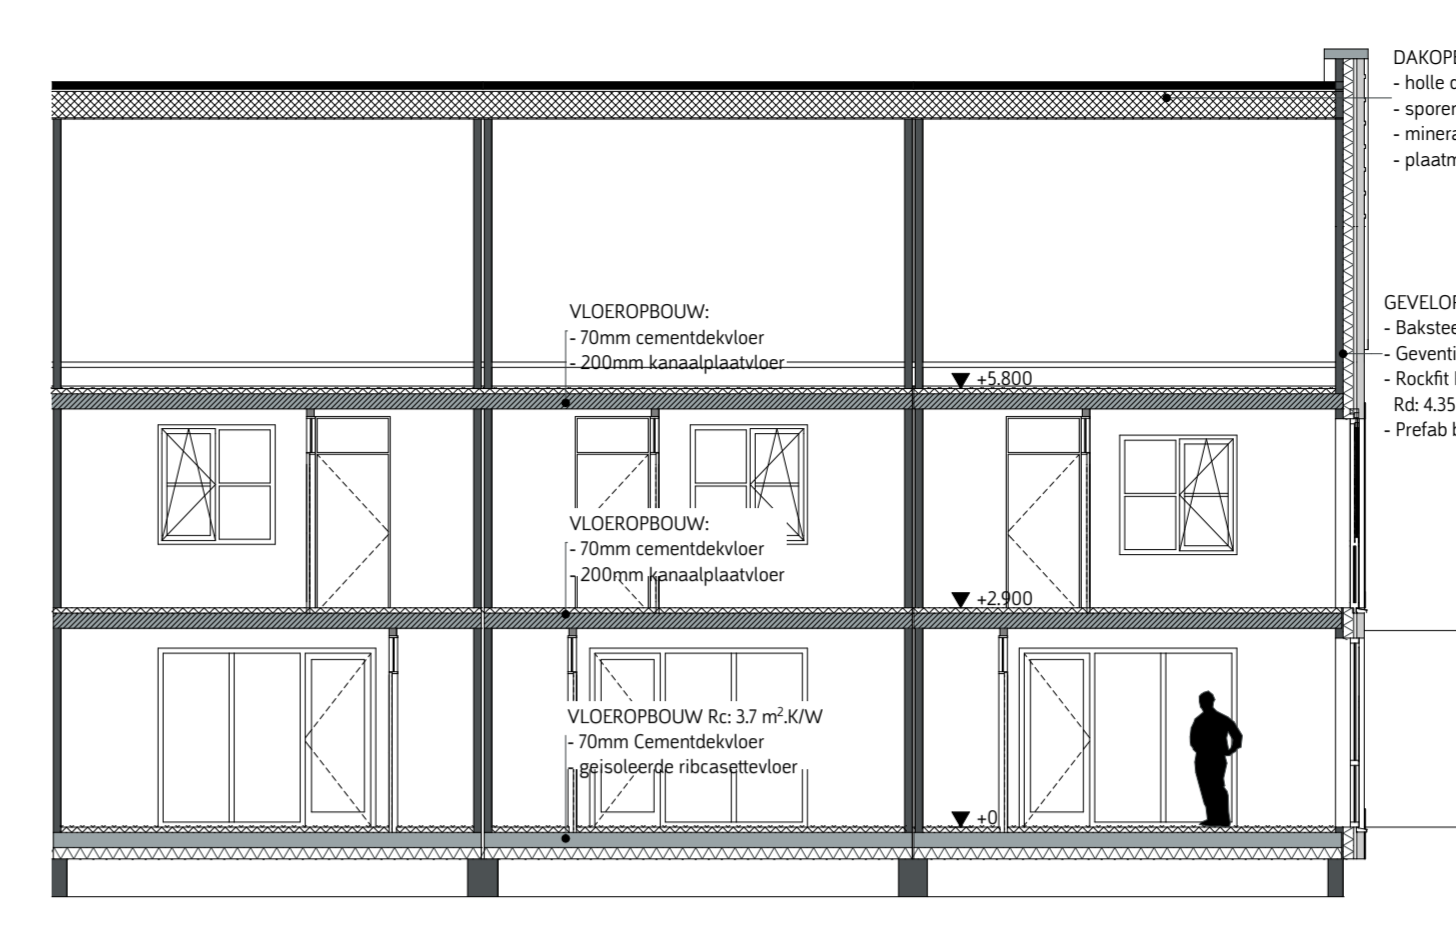 DAKOP
- holle
- sporen
- minera
- plaatm
VLOEROPBOUW:
- 70mm cementdekvloer
- 200mm kanaalplaatvloer
+5.800
GEVELO
- Bakstee
- Geventi
- Rockfit
Rd: 4.35
- Prefab
VLOEROPBOUW:
- 70mm cementdekvloer
- 200mm kanaalplaatvloer
+2.900
VLOEROPBOUW Rc: 3.7 m².K/W
- 70mm Cementdekvloer
- geisoleerde ribcasettevloer
+0